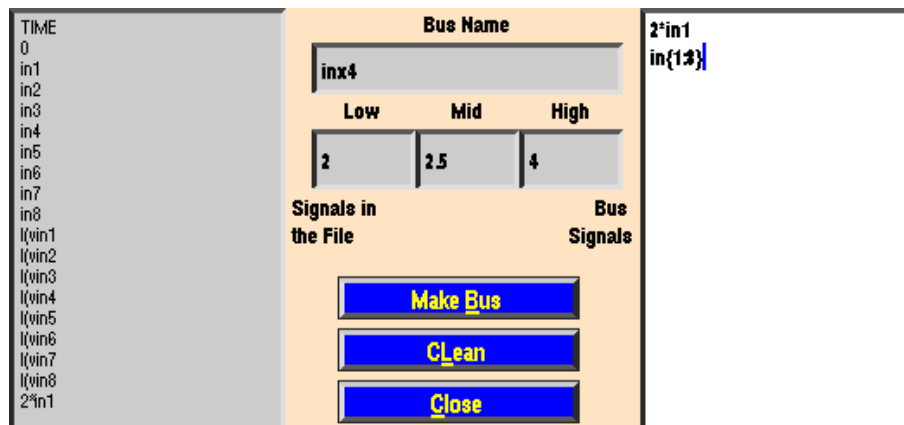 TIME
0
in1
in2
in3
in4
in5
in6
in7
in8
I(vin1
I(vin2
I(vin3
I(vin4
I(vin5
I(vin6
I(vin7
I(vin8
2*in1
Bus Name
inx4
Low Mid High
2 2.5 4
Signals in
the File
Bus
Signals
Make Bus
CLean
Close
2*in1